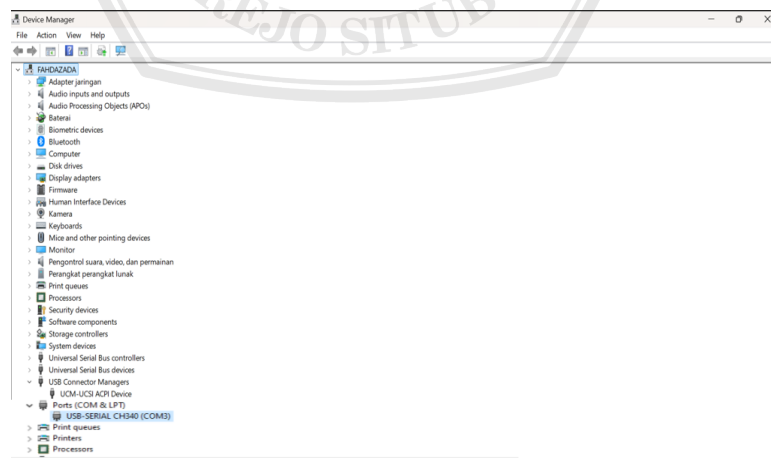 REJO SITUB
Device Manager
File Action View Help
FAHDAZADA
Adapter jaringan
Audio inputs and outputs
Audio Processing Objects (APOs)
Baterai
Biometric devices
Bluetooth
Computer
Disk drives
Display adapters
Firmware
Human Interface Devices
Kamera
Keyboards
Mice and other pointing devices
Monitor
Pengontrol suara, video, dan permainan
Perangkat perangkat lunak
Print queues
Processors
Security devices
Software components
Storage controllers
System devices
Universal Serial Bus controllers
Universal Serial Bus devices
USB Connector Managers
UCM-UCSI ACPI Device
Ports (COM & LPT)
USB-SERIAL CH340 (COM3)
Print queues
Printers
Processors